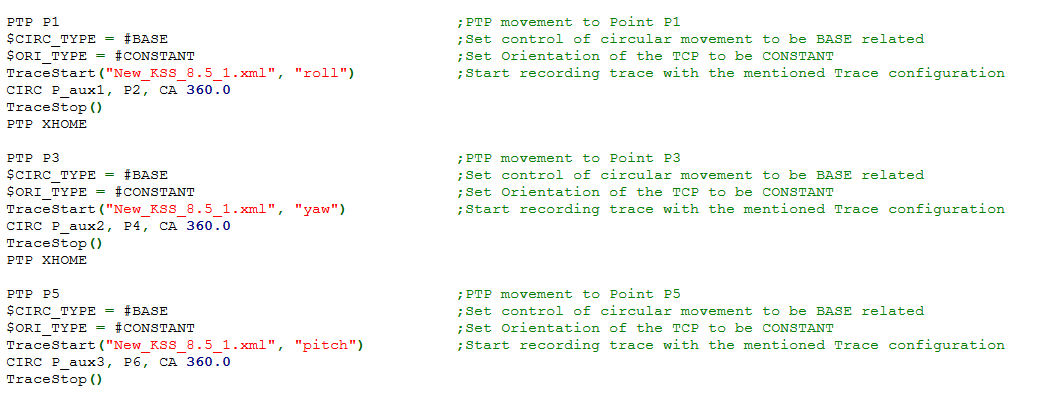 PTP P1 ;PTP movement to Point P1
$CIRC_TYPE = #BASE ;Set control of circular movement to be BASE related
$ORI_TYPE = #CONSTANT ;Set Orientation of the TCP to be CONSTANT
TraceStart("New_KSS_8.5_1.xml", "roll") ;Start recording trace with the mentioned Trace configuration
CIRC P_aux1, P2, CA 360.0
TraceStop()
PTP XHOME
PTP P3 ;PTP movement to Point P3
$CIRC_TYPE = #BASE ;Set control of circular movement to be BASE related
$ORI_TYPE = #CONSTANT ;Set Orientation of the TCP to be CONSTANT
TraceStart("New_KSS_8.5_1.xml", "yaw") ;Start recording trace with the mentioned Trace configuration
CIRC P_aux2, P4, CA 360.0
TraceStop()
PTP XHOME
PTP P5 ;PTP movement to Point P5
$CIRC_TYPE = #BASE ;Set control of circular movement to be BASE related
$ORI_TYPE = #CONSTANT ;Set Orientation of the TCP to be CONSTANT
TraceStart("New_KSS_8.5_1.xml", "pitch") ;Start recording trace with the mentioned Trace configuration
CIRC P_aux3, P6, CA 360.0
TraceStop()